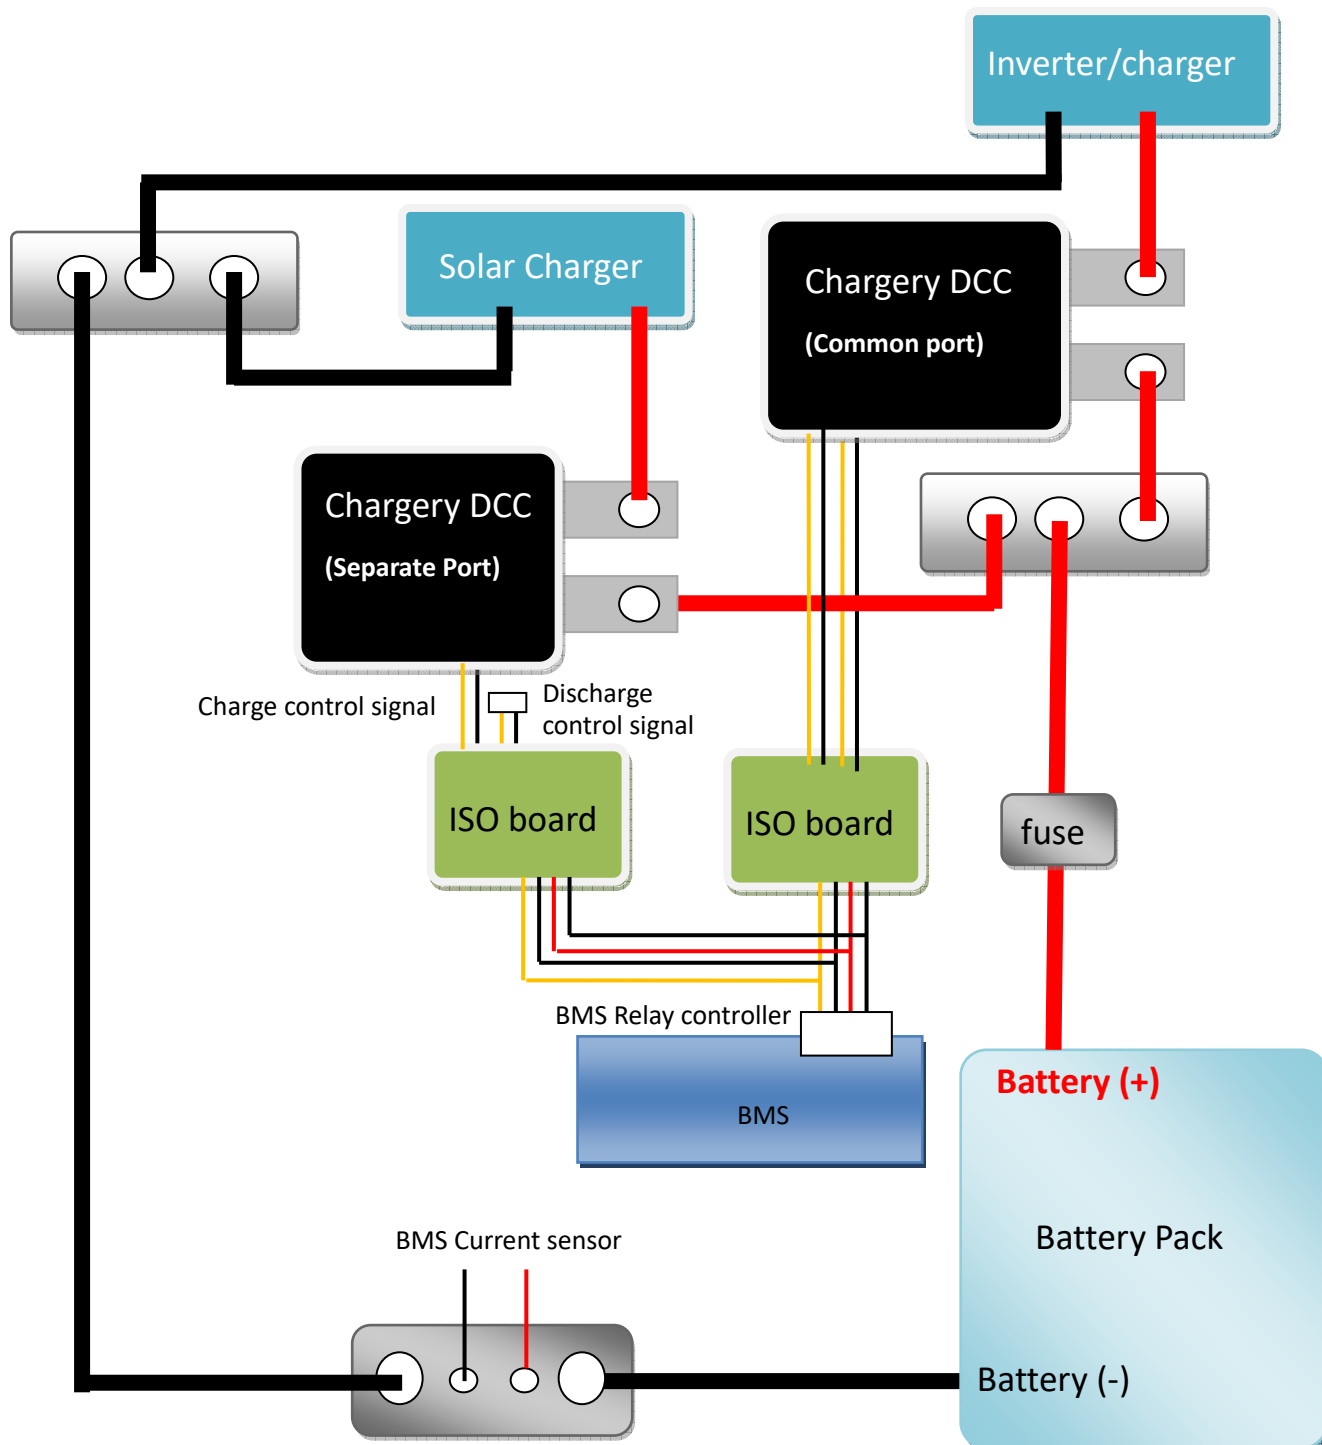 Inverter/charger
Solar Charger
Chargery DCC
(Common port)
Chargery DCC
(Separate Port)
Charge control signal
Discharge
control signal
ISO board
ISO board
fuse
BMS Relay controller
BMS
Battery (+)
Battery Pack
BMS Current sensor
Battery (-)